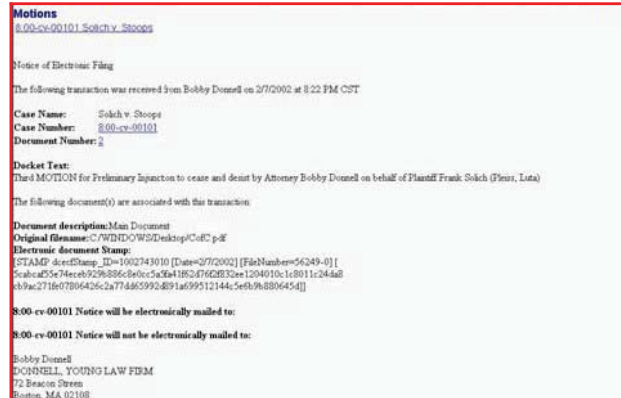 Motions
8:00-cv-00101 Solich v. Stoops
Notice of Electronic Filing
The following transaction was received from Bobby Donnell on 2/7/2002 at 8:22 PM CST
Case Name: Solich v. Stoops
Case Number: 8:00-cv-00101
Document Number: 2
Docket Text:
Third MOTION for Preliminary Injunction to cease and desist by Attorney Bobby Donnell on behalf of Plaintiff Frank Solich (Pleiss, Luta)
The following document(s) are associated with this transaction:
Document description: Main Document
Original filename: C:/WINDOWS/Desktop/CofC.pdf
Electronic document Stamp:
[STAMP dcecfStamp_ID=1002743010 [Date=2/7/2002] [FileNumber=56249-0] [
8:00-cv-00101 Notice will be electronically mailed to:
8:00-cv-00101 Notice will not be electronically mailed to:
Bobby Donnell
DONNELL, YOUNG LAW FIRM
72 Beacon Streen
Boston, MA 02108